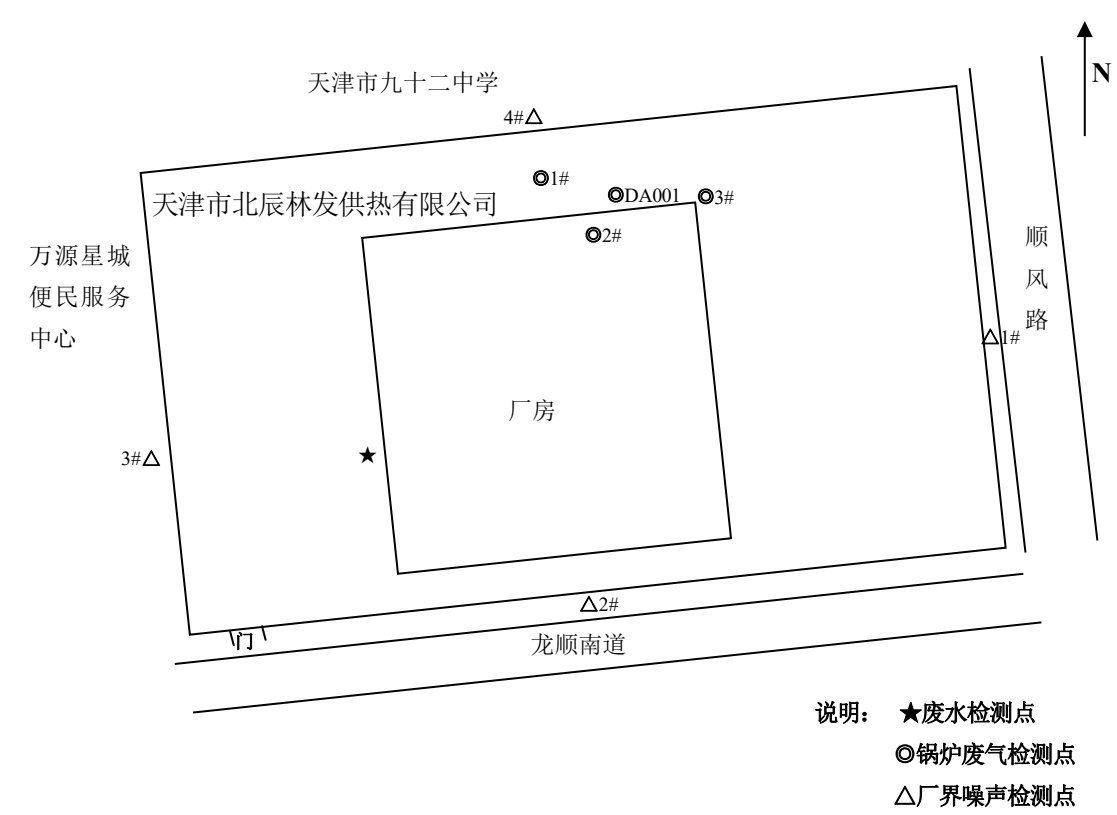 天津市九十二中学
N
4#△
◎1#
天津市北辰林发供热有限公司
◎DA001
◎3#
◎2#
万源星城
便民服务
中心
顺
风
路
△1#
厂房
3#△
★
△2#
门
龙顺南道
说明： ★废水检测点
◎锅炉废气检测点
△厂界噪声检测点